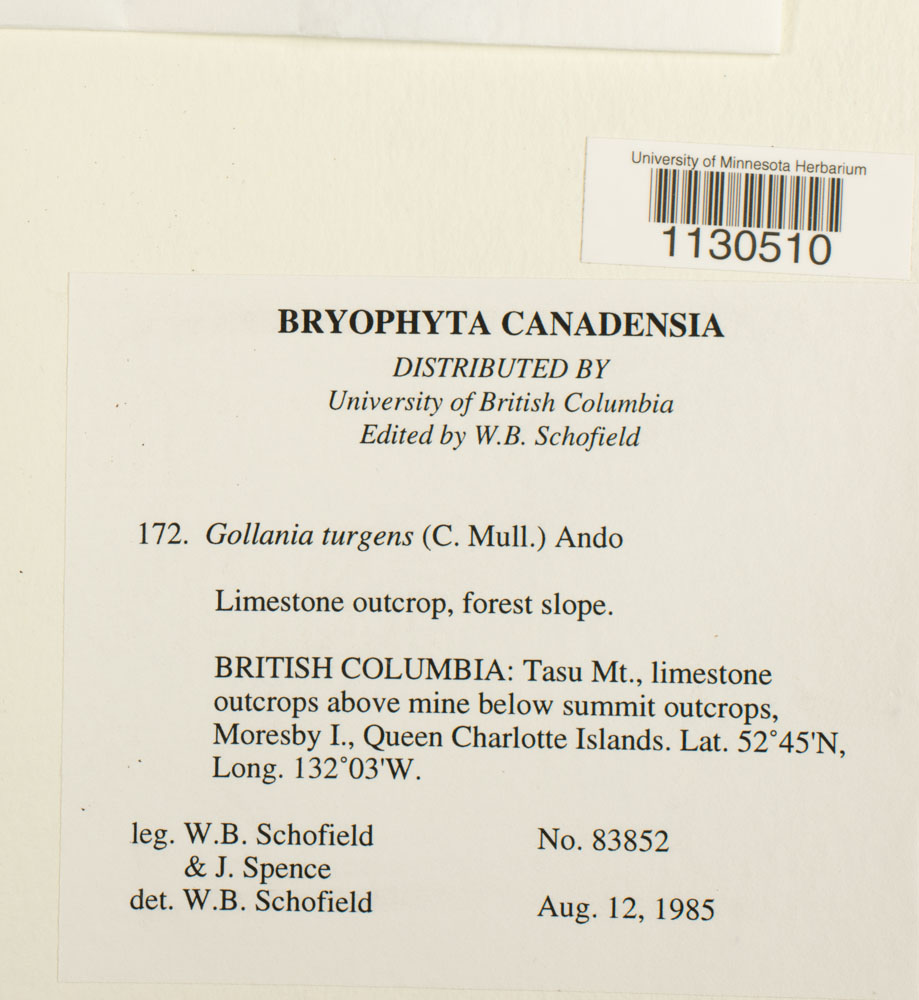 University of Minnesota Herbarium
1130510
BRYOPHYTA CANADENSIA
DISTRIBUTED BY
University of British Columbia
Edited by W.B. Schofield
172. Gollania turgens (C. Mull.) Ando
Limestone outcrop, forest slope.
BRITISH COLUMBIA: Tasu Mt., limestone
outcrops above mine below summit outcrops,
Moresby I., Queen Charlotte Islands. Lat. 52°45'N,
Long. 132°03'W.
leg. W.B. Schofield No. 83852
& J. Spence
det. W.B. Schofield Aug. 12, 1985